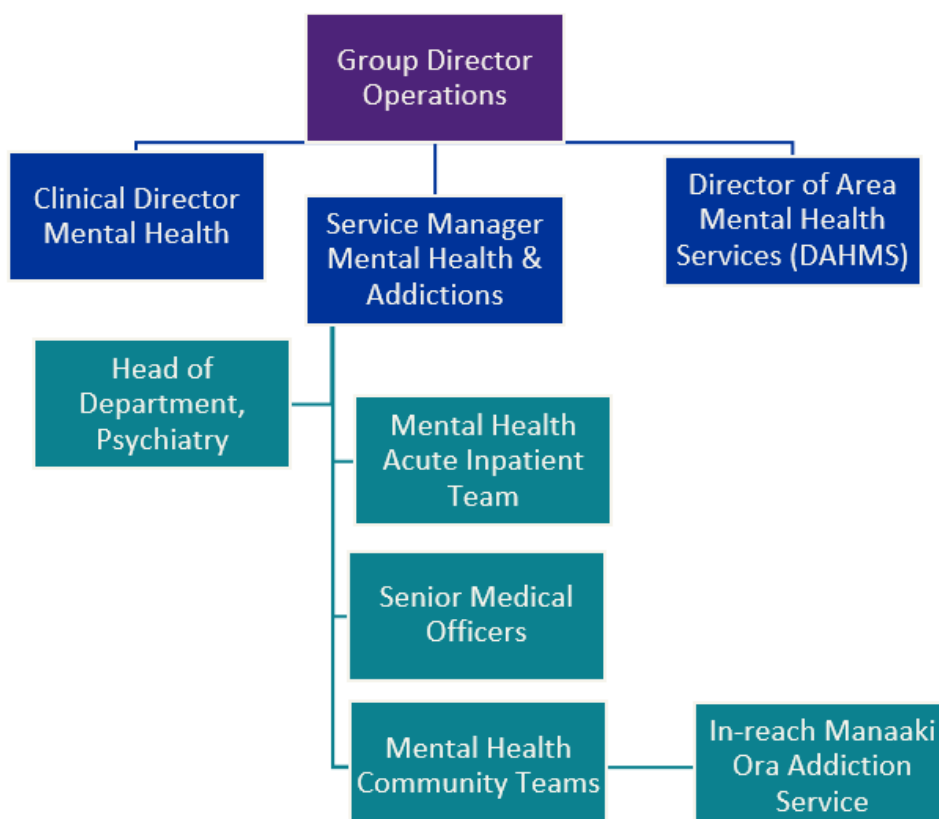 Group Director
Operations
Clinical Director
Mental Health
Service Manager
Mental Health &
Addictions
Director of Area
Mental Health
Services (DAHMS)
Head of
Department,
Psychiatry
Mental Health
Acute Inpatient
Team
Senior Medical
Officers
Mental Health
Community Teams
In-reach Manaaki
Ora Addiction
Service